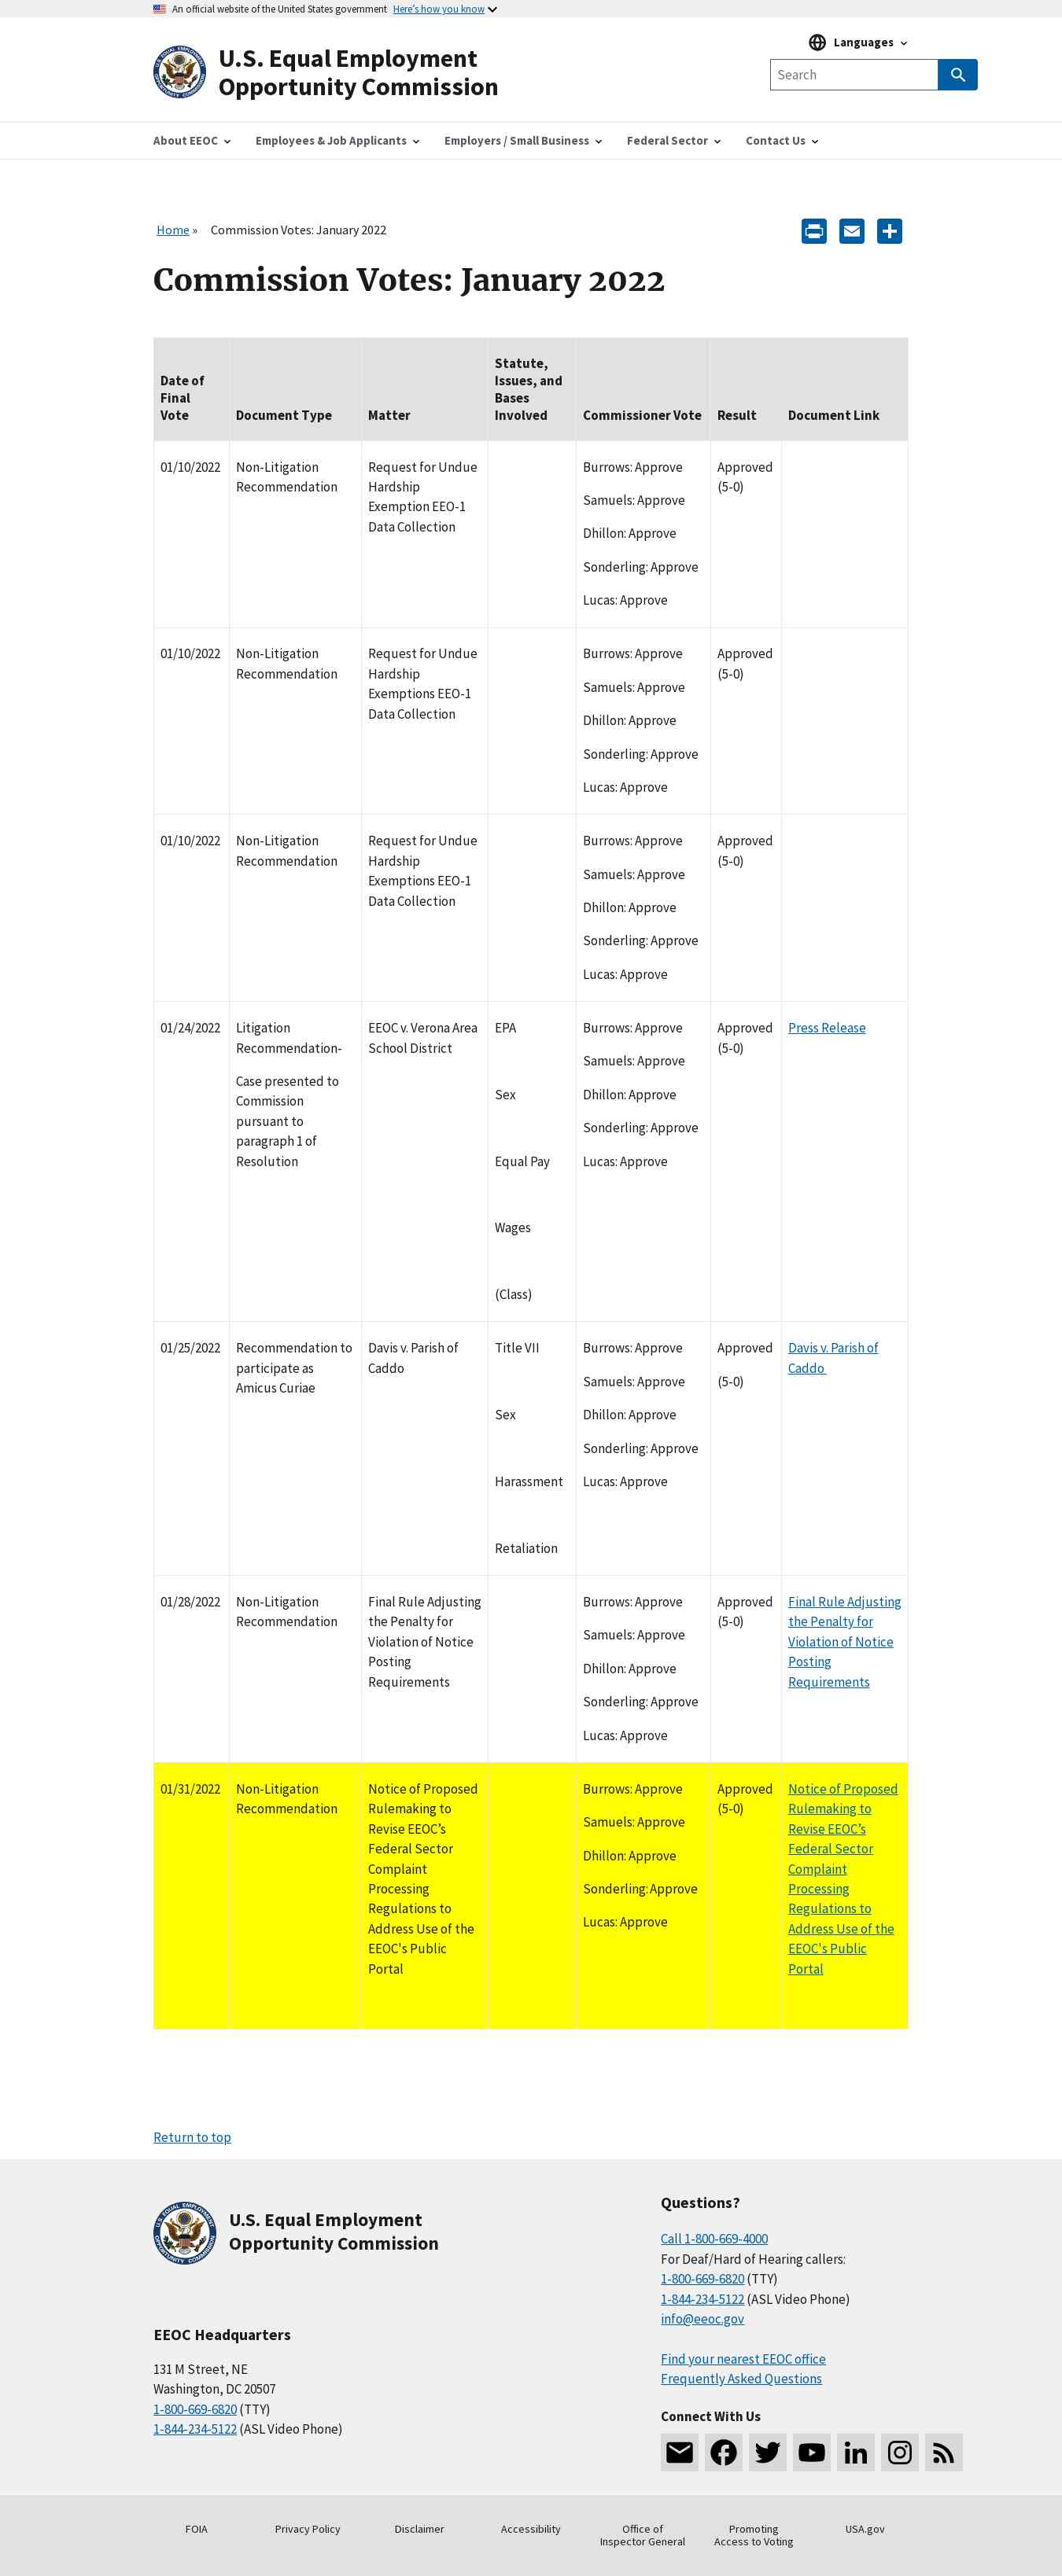 An official website of the United States government Here's how you know
Languages
U.S. Equal Employment
Opportunity Commission
Search
About EEOC Employees & Job Applicants Employers / Small Business Federal Sector Contact Us
Home » Commission Votes: January 2022
Commission Votes: January 2022
Date of Final Vote
Document Type
Matter
Statute, Issues, and Bases Involved
Commissioner Vote
Result
Document Link
01/10/2022
Non-Litigation
Recommendation
Request for Undue
Hardship
Exemption EEO-1
Data Collection
Burrows: Approve
Samuels: Approve
Dhillon: Approve
Sonderling: Approve
Lucas: Approve
Approved
(5-0)
01/10/2022
Non-Litigation
Recommendation
Request for Undue
Hardship
Exemptions EEO-1
Data Collection
Burrows: Approve
Samuels: Approve
Dhillon: Approve
Sonderling: Approve
Lucas: Approve
Approved
(5-0)
01/10/2022
Non-Litigation
Recommendation
Request for Undue
Hardship
Exemptions EEO-1
Data Collection
Burrows: Approve
Samuels: Approve
Dhillon: Approve
Sonderling: Approve
Lucas: Approve
Approved
(5-0)
01/24/2022
Litigation
Recommendation-
Case presented to
Commission
pursuant to
paragraph 1 of
Resolution
EEOC v. Verona Area
School District
EPA
Sex
Equal Pay
Wages
(Class)
Burrows: Approve
Samuels: Approve
Dhillon: Approve
Sonderling: Approve
Lucas: Approve
Approved
(5-0)
Press Release
01/25/2022
Recommendation to
participate as
Amicus Curiae
Davis v. Parish of
Caddo
Title VII
Sex
Harassment
Retaliation
Burrows: Approve
Samuels: Approve
Dhillon: Approve
Sonderling: Approve
Lucas: Approve
Approved
(5-0)
Davis v. Parish of
Caddo
01/28/2022
Non-Litigation
Recommendation
Final Rule Adjusting
the Penalty for
Violation of Notice
Posting
Requirements
Burrows: Approve
Samuels: Approve
Dhillon: Approve
Sonderling: Approve
Lucas: Approve
Approved
(5-0)
Final Rule Adjusting
the Penalty for
Violation of Notice
Posting
Requirements
01/31/2022
Non-Litigation
Recommendation
Notice of Proposed
Rulemaking to
Revise EEOC’s
Federal Sector
Complaint
Processing
Regulations to
Address Use of the
EEOC's Public
Portal
Burrows: Approve
Samuels: Approve
Dhillon: Approve
Sonderling: Approve
Lucas: Approve
Approved
(5-0)
Notice of Proposed
Rulemaking to
Revise EEOC’s
Federal Sector
Complaint
Processing
Regulations to
Address Use of the
EEOC's Public
Portal
Return to top
U.S. Equal Employment
Opportunity Commission
EEOC Headquarters
131 M Street, NE
Washington, DC 20507
1-800-669-6820 (TTY)
1-844-234-5122 (ASL Video Phone)
Questions?
Call 1-800-669-4000
For Deaf/Hard of Hearing callers:
1-800-669-6820 (TTY)
1-844-234-5122 (ASL Video Phone)
info@eeoc.gov
Find your nearest EEOC office
Frequently Asked Questions
Connect With Us
FOIA
Privacy Policy
Disclaimer
Accessibility
Office of
Inspector General
Promoting
Access to Voting
USA.gov